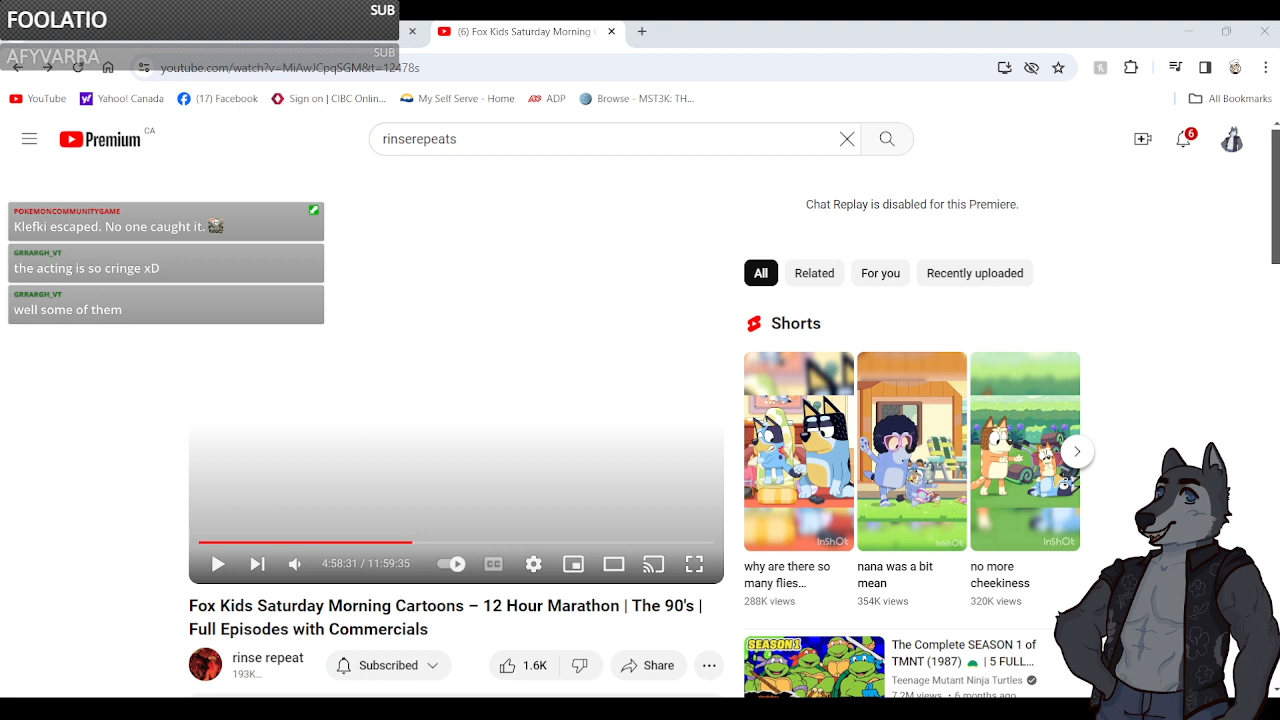 FOOLATIO
SUB
AFYVARRA
SUB
(6) Fox Kids Saturday Morning
youtube.com/watch?v=MiAwJCpqSGM&t=12478s
YouTube
Yahoo! Canada
(17) Facebook
Sign on | CIBC Onlin...
My Self Serve - Home
ADP
Browse - MST3K: TH...
All Bookmarks
Premium
CA
rinserepeats
6
Chat Replay is disabled for this Premiere.
POKEMONCOMMUNITYGAME
Klefki escaped. No one caught it.
GRRARGH_VT
the acting is so cringe xD
GRRARGH_VT
well some of them
All
Related
For you
Recently uploaded
Shorts
InShOt
InShOt
InShOt
why are there so
many flies...
288K views
nana was a bit
mean
354K views
no more
cheekiness
320K views
4:58:31 / 11:59:35
CC
Fox Kids Saturday Morning Cartoons – 12 Hour Marathon | The 90's |
Full Episodes with Commercials
rinse repeat
193K...
Subscribed
1.6K
Share
SEASON 1
The Complete SEASON 1 of
TMNT (1987) 🐢 | 5 FULL...
Teenage Mutant Ninja Turtles
7.2M views • 6 months ago